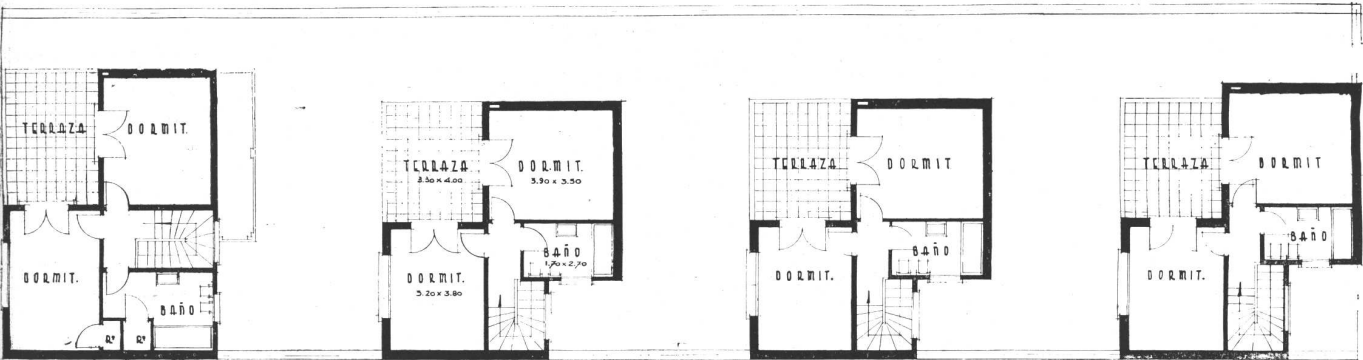 TERRAZA DORMIT.
DORMIT.
BAÑO
Rº Rº
TERRAZA DORMIT.
3.30 x 4.00 3.90 x 3.50
BAÑO
1.70 x 2.70
DORMIT.
3.20 x 3.80
TERRAZA DORMIT
BAÑO
DORMIT.
TERRAZA DORMIT
BAÑO
DORMIT.